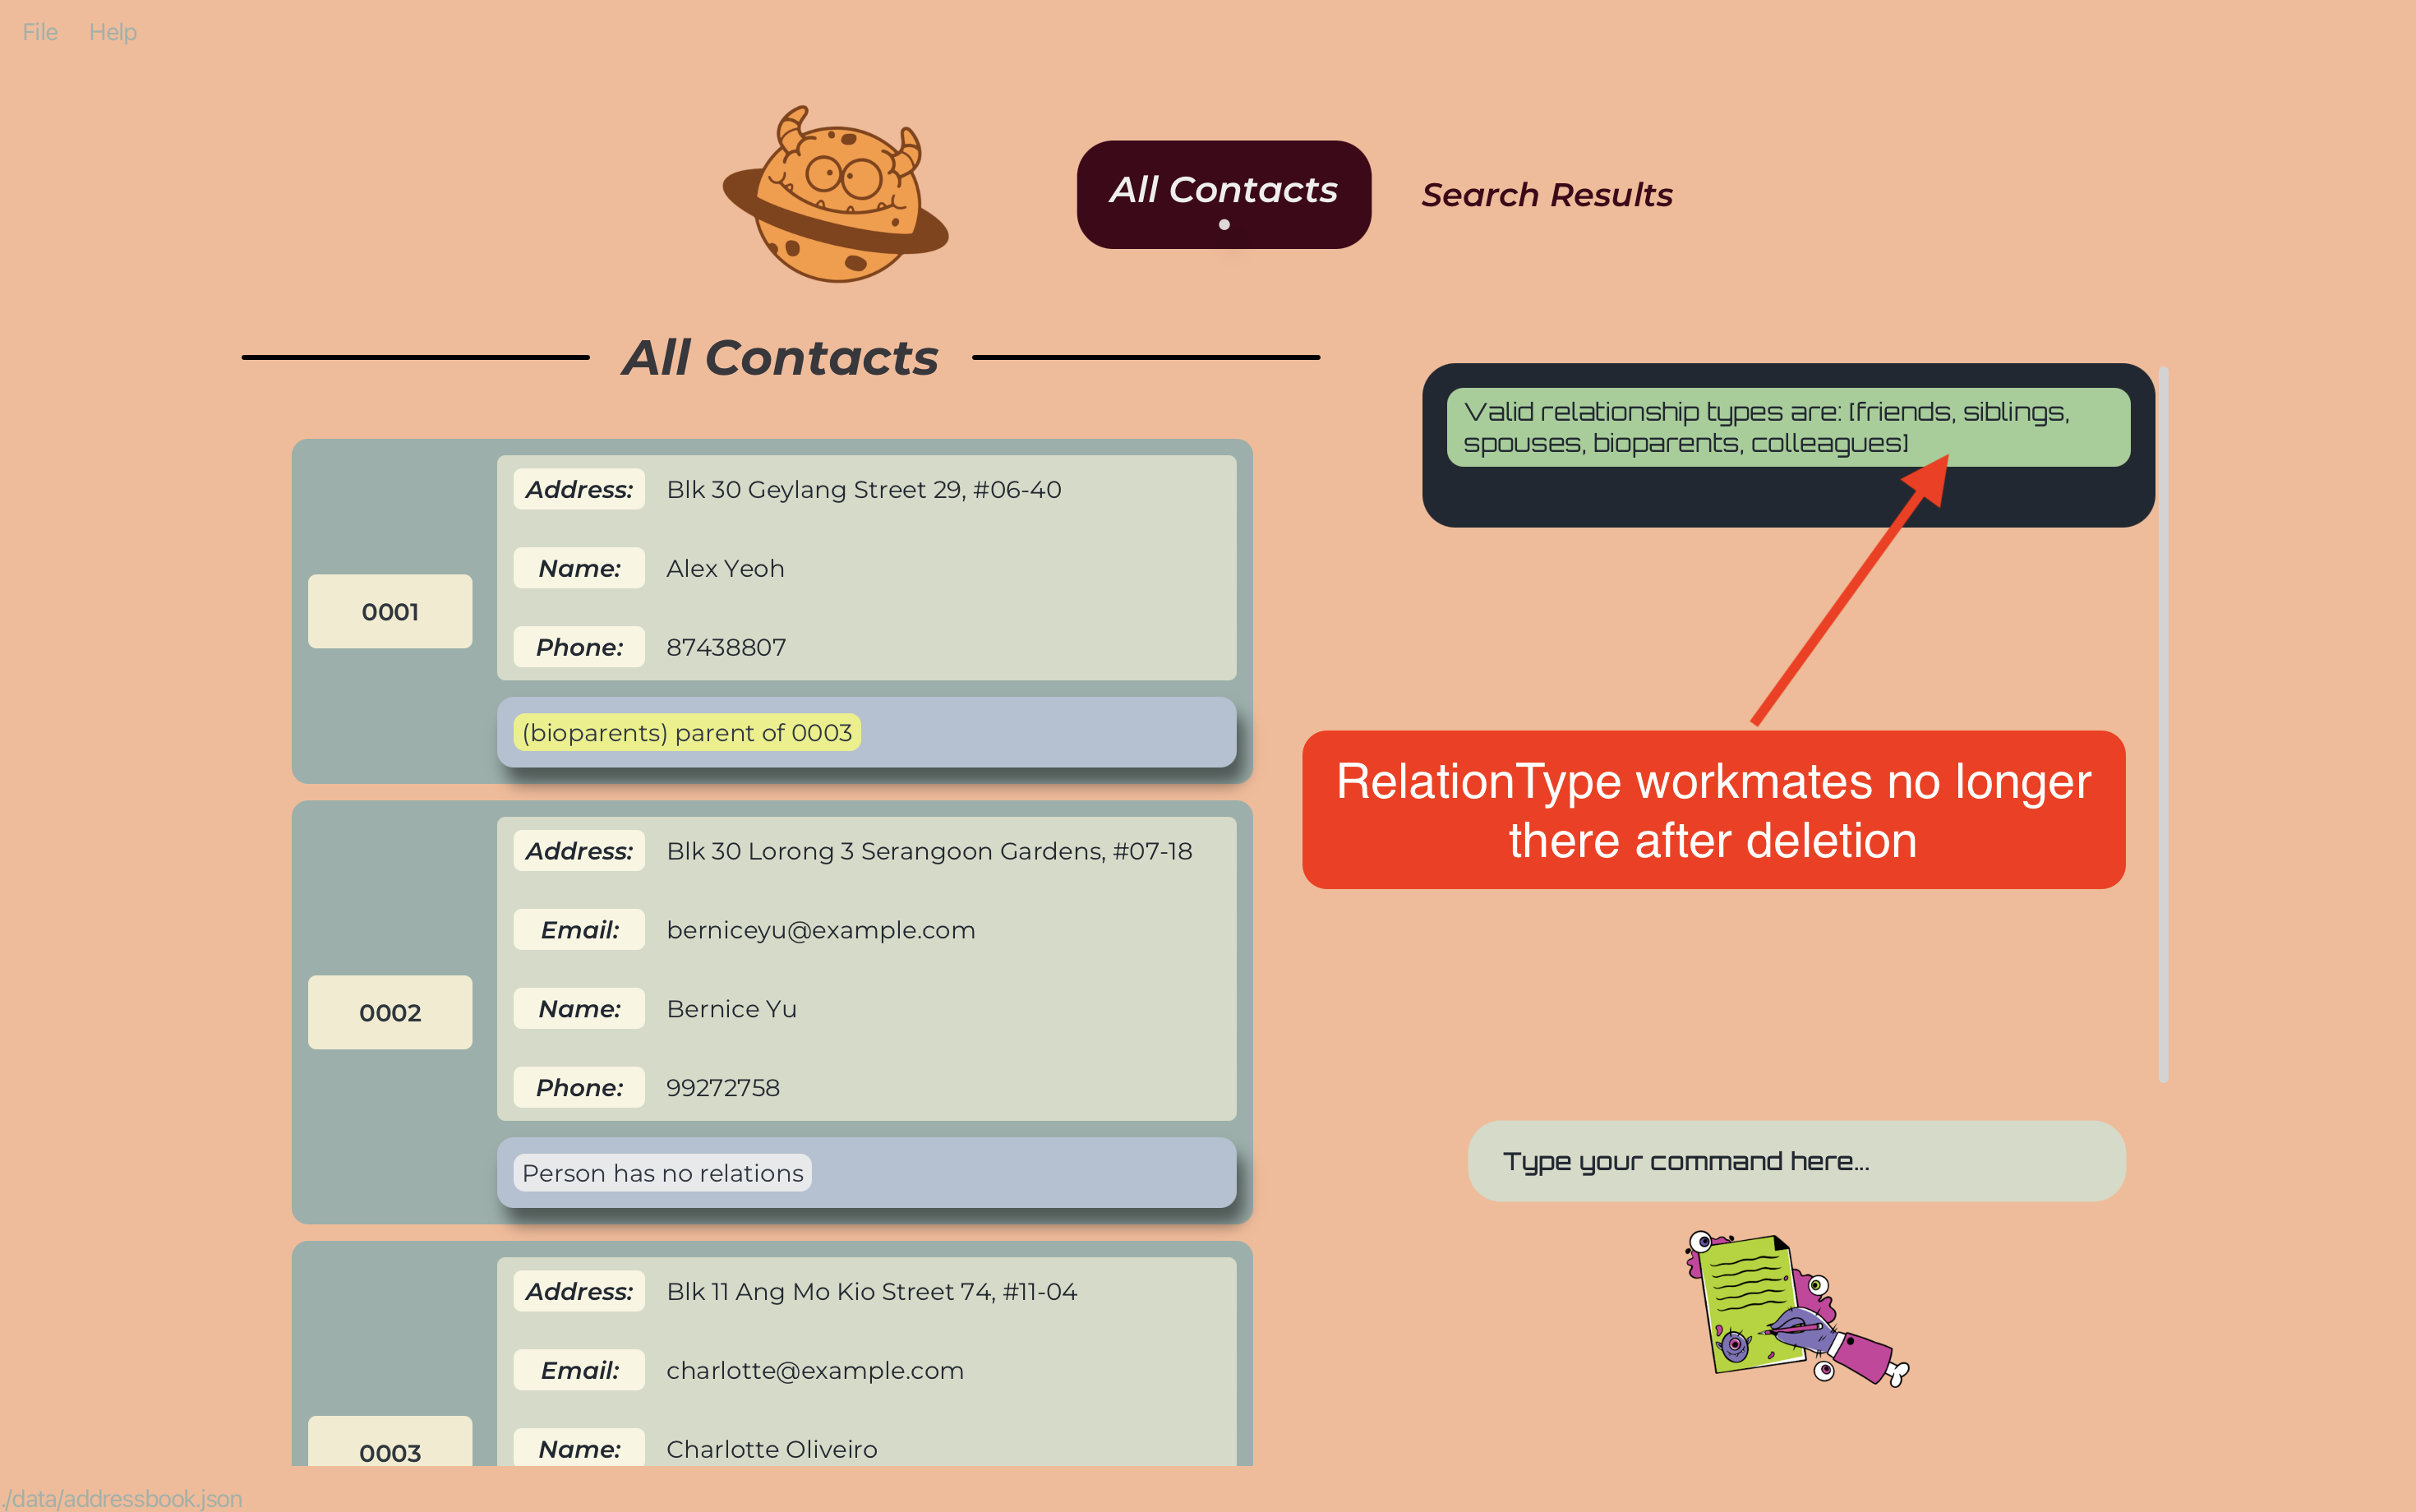 File Help
All Contacts
Search Results
All Contacts
0001
Address: Blk 30 Geylang Street 29, #06-40
Name: Alex Yeoh
Phone: 87438807
(bioparents) parent of 0003
0002
Address: Blk 30 Lorong 3 Serangoon Gardens, #07-18
Email: berniceyu@example.com
Name: Bernice Yu
Phone: 99272758
Person has no relations
0003
Address: Blk 11 Ang Mo Kio Street 74, #11-04
Email: charlotte@example.com
Name: Charlotte Oliveiro
Valid relationship types are: [friends, siblings,
spouses, bioparents, colleagues]
RelationType workmates no longer
there after deletion
Type your command here...
./data/addressbook.json